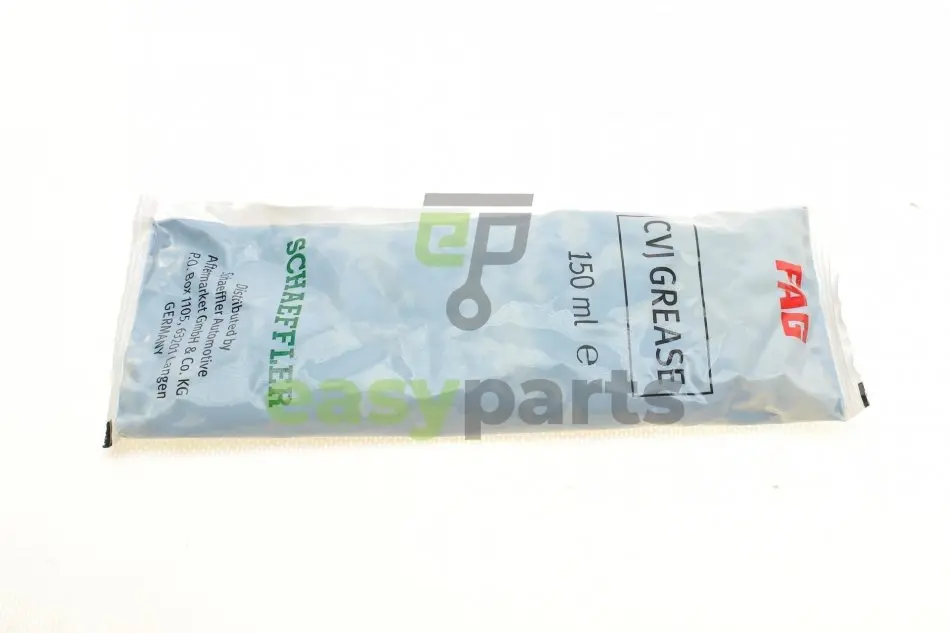 FAG
CVJ GREASE
150 ml e
SCHAEFFLER
Distributed by
Schaeffler Automotive
Aftermarket GmbH & Co. KG
P.O. Box 1105, 63201 Langen
GERMANY
ep
easyparts